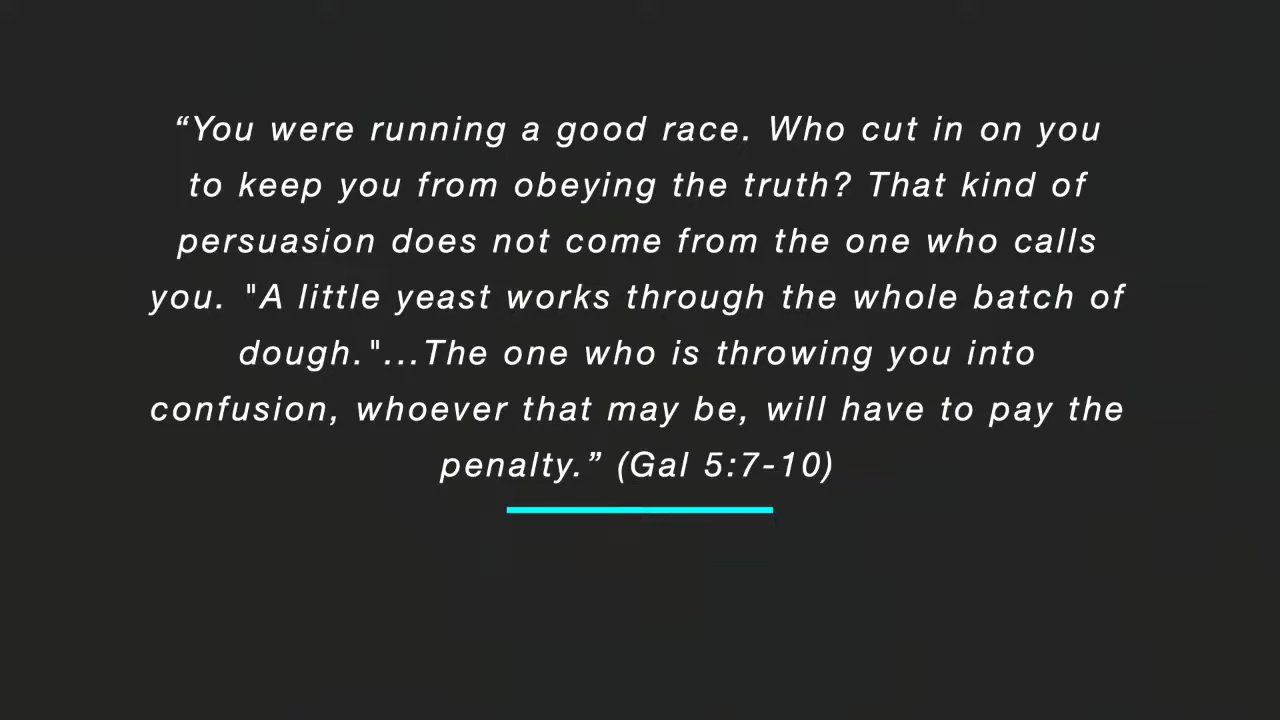 “You were running a good race. Who cut in on you
to keep you from obeying the truth? That kind of
persuasion does not come from the one who calls
you. "A little yeast works through the whole batch of
dough."...The one who is throwing you into
confusion, whoever that may be, will have to pay the
penalty.” (Gal 5:7-10)